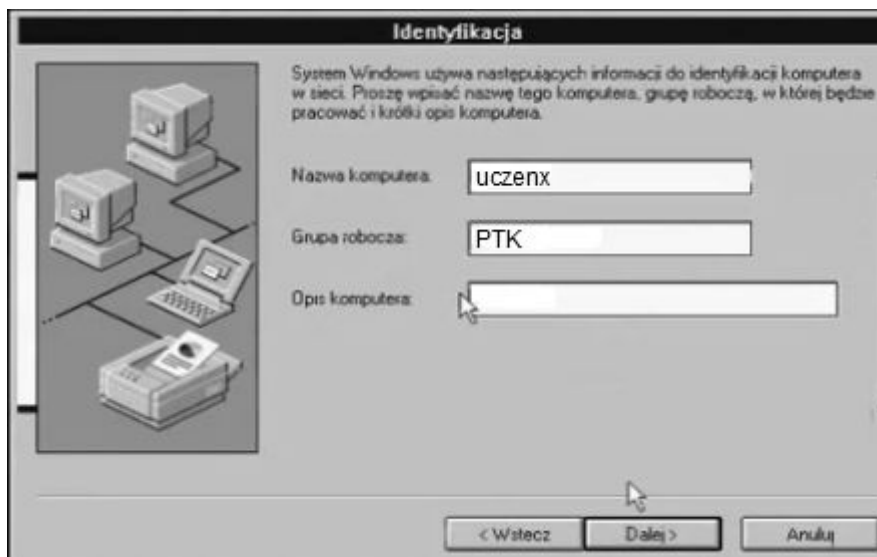 Identyfikacja
System Windows używa następujących informacji do identyfikacji komputera
w sieci. Proszę wpisać nazwę tego komputera, grupę roboczą, w której będzie
pracować i krótki opis komputera.
Nazwa komputera:
uczenx
Grupa robocza:
PTK
Opis komputera:
< Wstecz
Dalej >
Anuluj